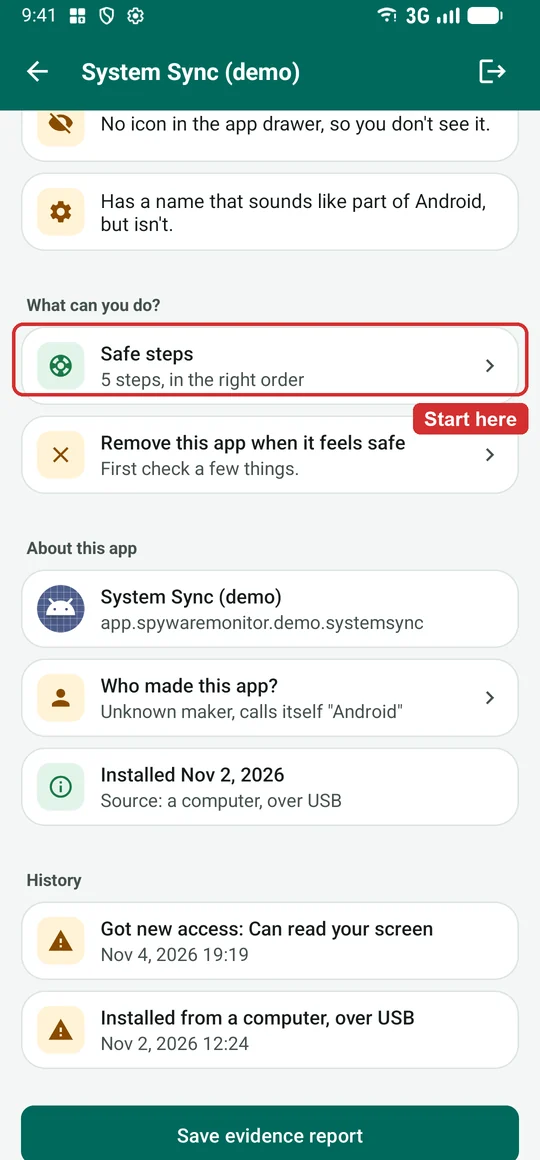 9:41
3G
System Sync (demo)
No icon in the app drawer, so you don't see it.
Has a name that sounds like part of Android,
but isn't.
What can you do?
Safe steps
5 steps, in the right order
Start here
Remove this app when it feels safe
First check a few things.
About this app
System Sync (demo)
app.spywaremonitor.demo.systemsync
Who made this app?
Unknown maker, calls itself "Android"
Installed Nov 2, 2026
Source: a computer, over USB
History
Got new access: Can read your screen
Nov 4, 2026 19:19
Installed from a computer, over USB
Nov 2, 2026 12:24
Save evidence report